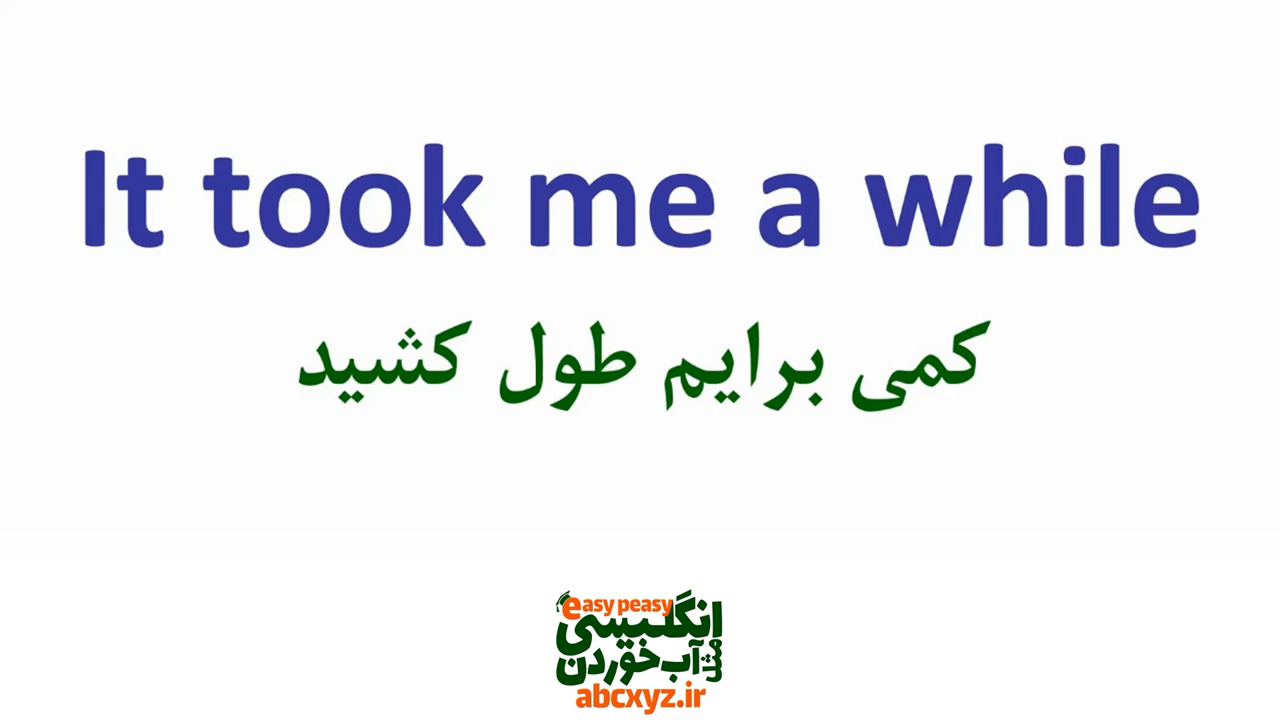 It took me a while
کمی برایم طول کشید
easy peasy
انگلیسی
مثل آب خوردن
abcxyz.ir